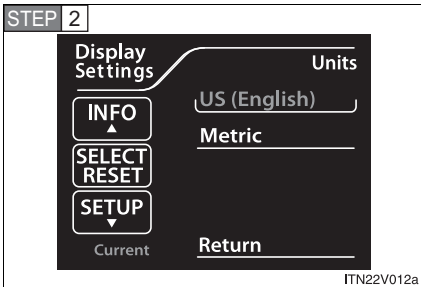 STEP 2
Display
Settings
Units
INFO
▲
US (English)
Metric
SELECT
RESET
SETUP
▼
Current
Return
ITN22V012a